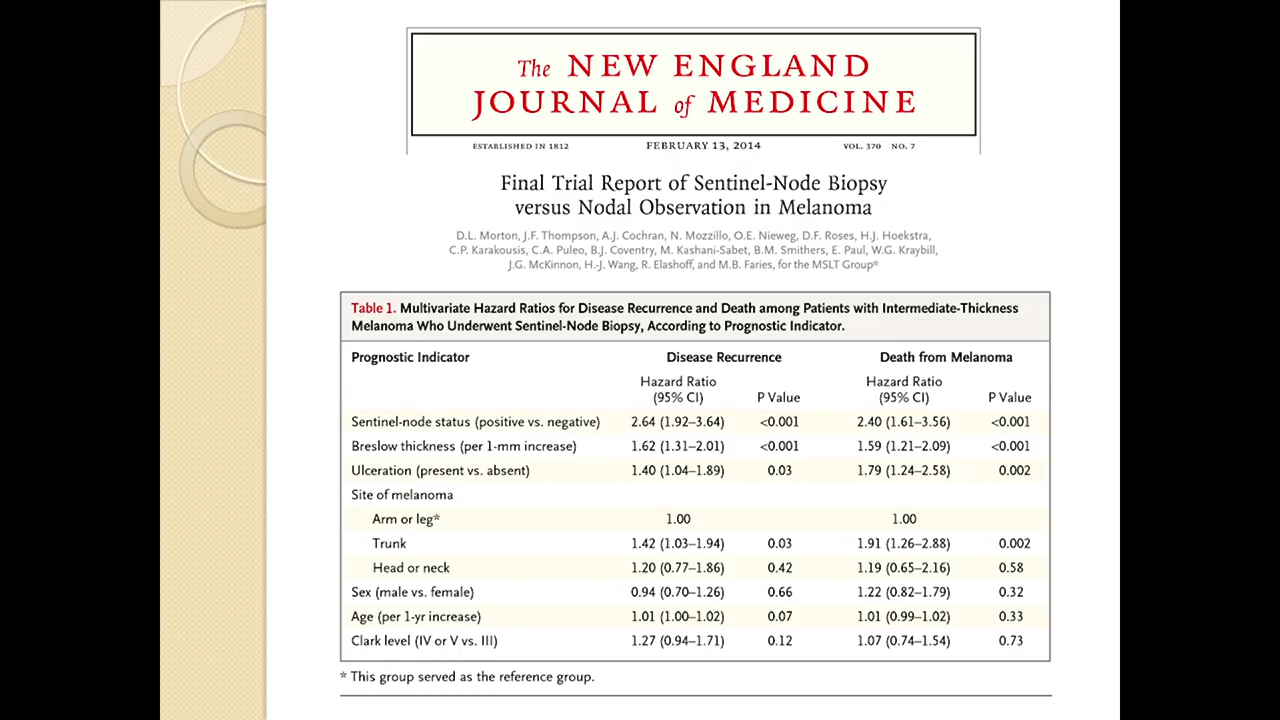 The NEW ENGLAND
JOURNAL of MEDICINE
ESTABLISHED IN 1812 FEBRUARY 13, 2014 VOL. 370 NO. 7
Final Trial Report of Sentinel-Node Biopsy
versus Nodal Observation in Melanoma
D.L. Morton, J.F. Thompson, A.J. Cochran, N. Mozzillo, O.E. Nieweg, D.F. Roses, H.J. Hoekstra,
C.P. Karakousis, C.A. Puleo, B.J. Coventry, M. Kashani-Sabet, B.M. Smithers, E. Paul, W.G. Kraybill,
J.G. McKinnon, H.-J. Wang, R. Elashoff, and M.B. Faries, for the MSLT Group*
Table 1. Multivariate Hazard Ratios for Disease Recurrence and Death among Patients with Intermediate-Thickness
Melanoma Who Underwent Sentinel-Node Biopsy, According to Prognostic Indicator.
Prognostic Indicator Disease Recurrence Death from Melanoma
Hazard Ratio Hazard Ratio
(95% CI) P Value (95% CI) P Value
Sentinel-node status (positive vs. negative) 2.64 (1.92–3.64) <0.001 2.40 (1.61–3.56) <0.001
Breslow thickness (per 1-mm increase) 1.62 (1.31–2.01) <0.001 1.59 (1.21–2.09) <0.001
Ulceration (present vs. absent) 1.40 (1.04–1.89) 0.03 1.79 (1.24–2.58) 0.002
Site of melanoma
Arm or leg* 1.00 1.00
Trunk 1.42 (1.03–1.94) 0.03 1.91 (1.26–2.88) 0.002
Head or neck 1.20 (0.77–1.86) 0.42 1.19 (0.65–2.16) 0.58
Sex (male vs. female) 0.94 (0.70–1.26) 0.66 1.22 (0.82–1.79) 0.32
Age (per 1-yr increase) 1.01 (1.00–1.02) 0.07 1.01 (0.99–1.02) 0.33
Clark level (IV or V vs. III) 1.27 (0.94–1.71) 0.12 1.07 (0.74–1.54) 0.73
* This group served as the reference group.